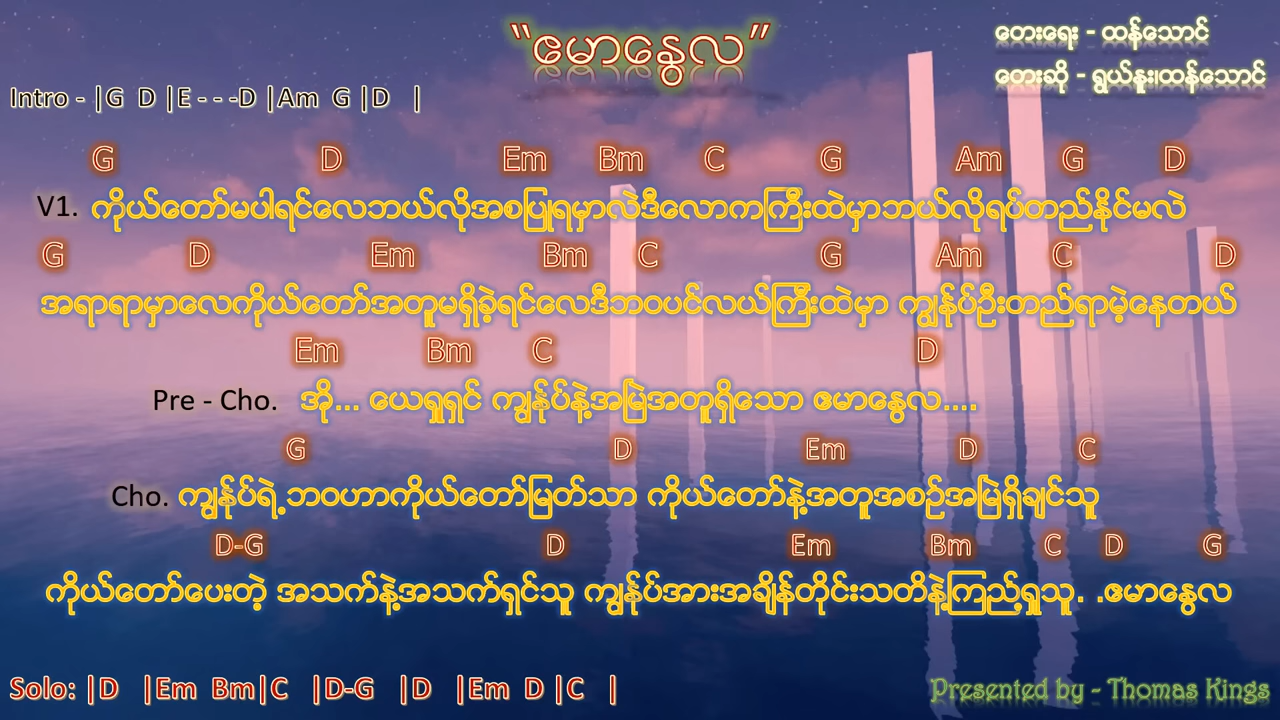 “ဧမာနွေလ”
တေးရေး - ထန်သောင်
တေးဆို - ရွယ်နူး၊ထန်သောင်
Intro - |G D |E - - -D |Am G |D |
G D Em Bm C G Am G D
V1. ကိုယ်တော်မပါရင်လေဘယ်လိုအစပြုရမှာလဲဒီလောကကြီးထဲမှာဘယ်လိုရပ်တည်နိုင်မလဲ
G D Em Bm C G Am C D
အရာရာမှာလေကိုယ်တော်အတူမရှိခဲ့ရင်လေဒီဘဝပင်လယ်ကြီးထဲမှာ ကျွန်ုပ်ဦးတည်ရာမဲ့နေတယ်
Em Bm C D
Pre - Cho. အို... ယေရှုရှင် ကျွန်ုပ်နဲ့အမြဲအတူရှိသော ဧမာနွေလ....
G D Em D C
Cho. ကျွန်ုပ်ရဲ့ဘဝဟာကိုယ်တော်မြတ်သာ ကိုယ်တော်နဲ့အတူအစဉ်အမြဲရှိချင်သူ
D-G D Em Bm C D G
ကိုယ်တော်ပေးတဲ့ အသက်နဲ့အသက်ရှင်သူ ကျွန်ုပ်အားအချိန်တိုင်းသတိနဲ့ကြည့်ရှုသူ. .ဧမာနွေလ
Solo: |D |Em Bm|C |D-G |D |Em D |C |
Presented by - Thomas Kings